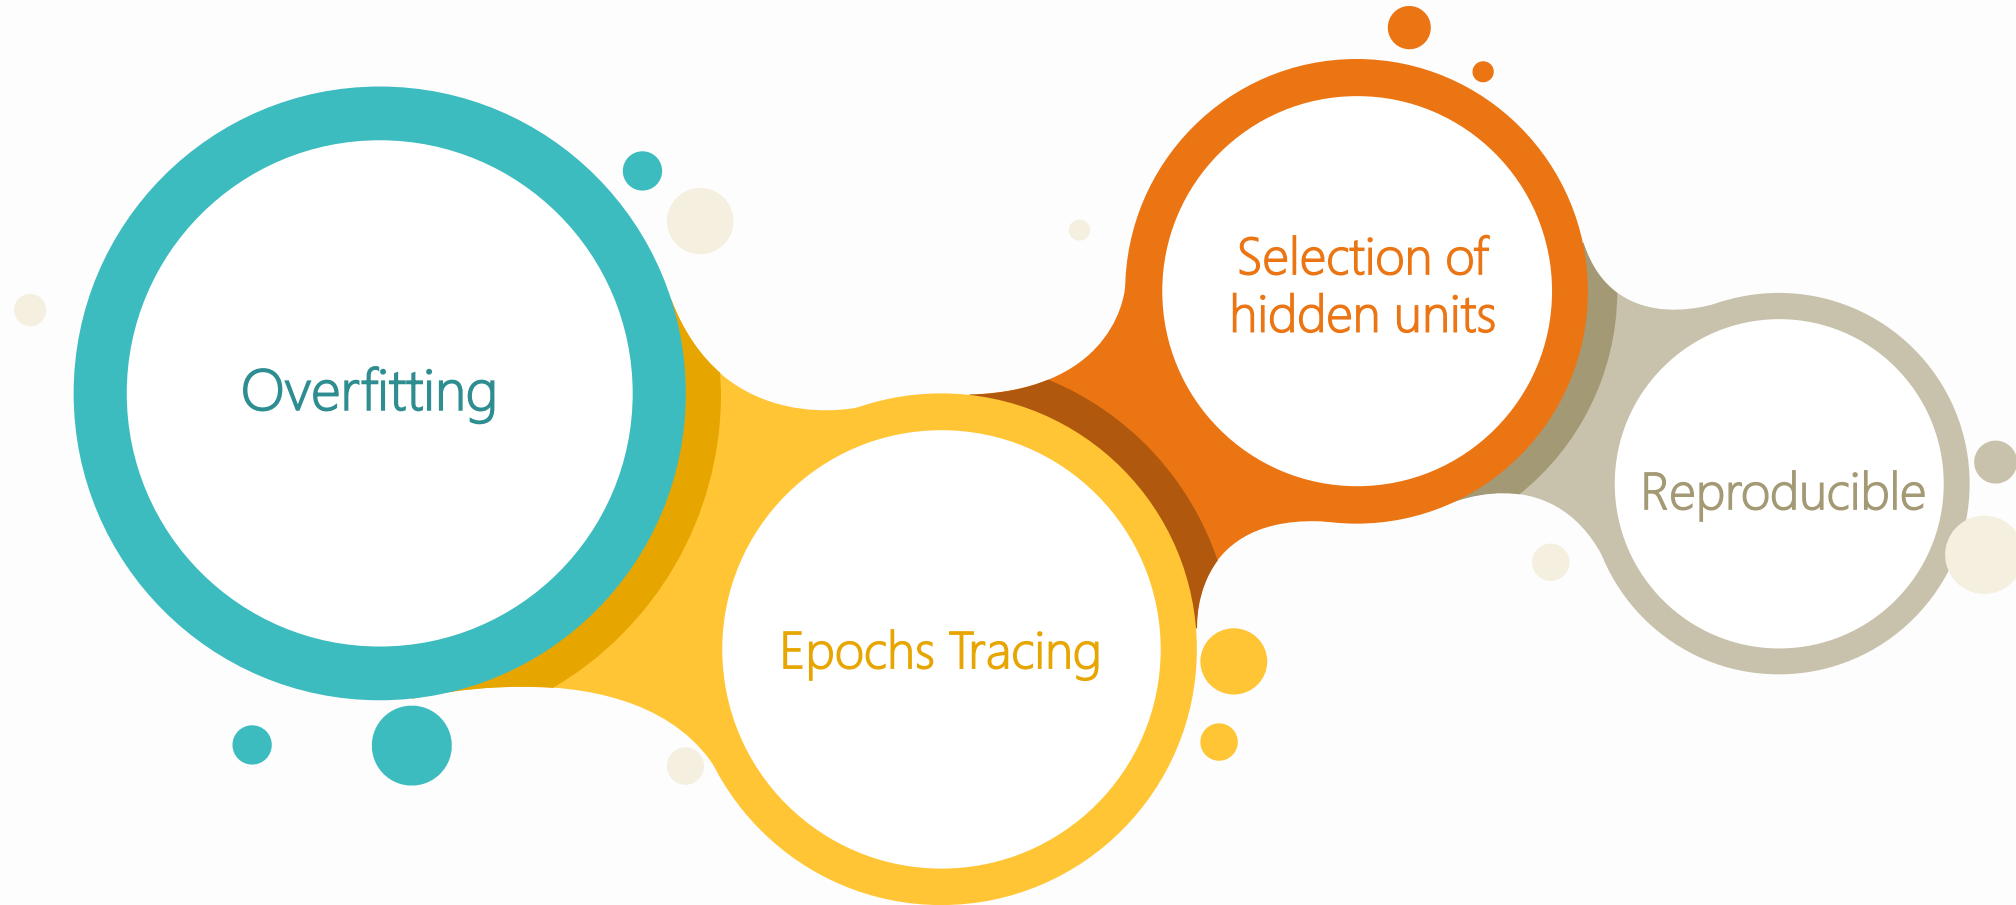 Overfitting
Epochs Tracing
Selection of
hidden units
Reproducible